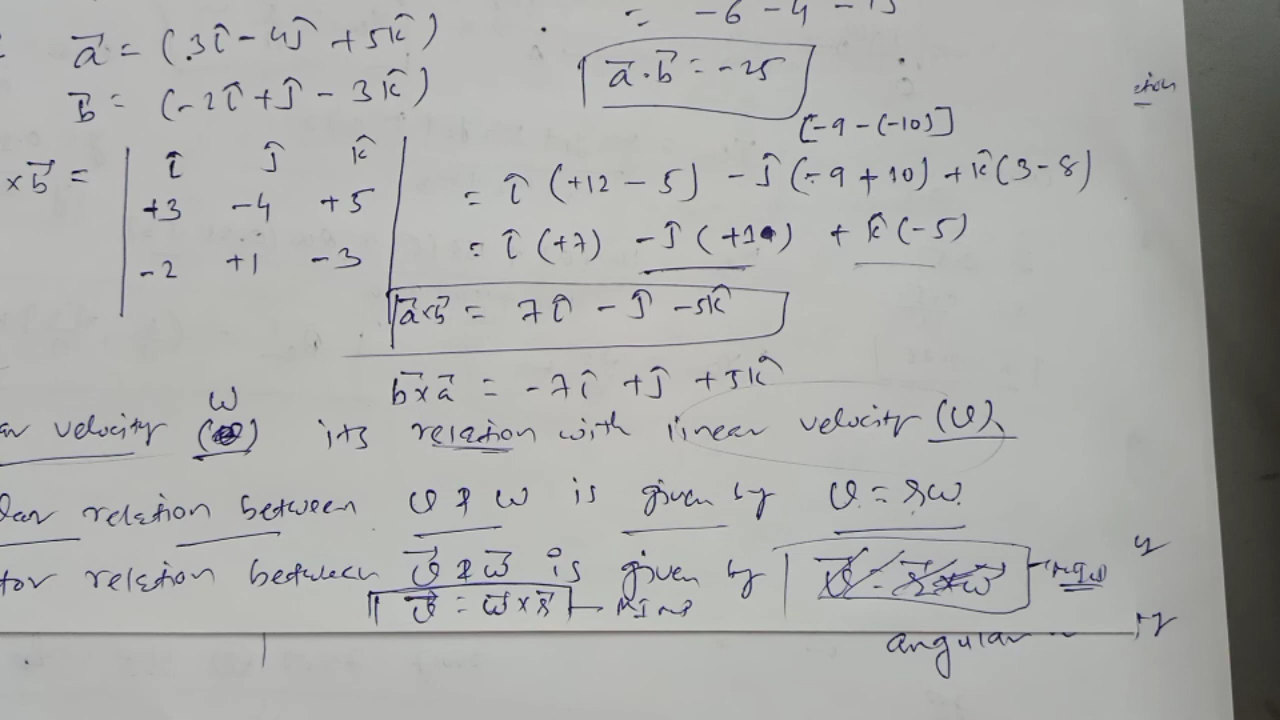 = -6 - 4 - 15
a⃗ = (3î - 4ĵ + 5k̂)
a⃗·b⃗ = -25
b⃗ = (-2î + ĵ - 3k̂)
[-9 - (-10)]
×b⃗ = | î ĵ k̂ |
+3 -4 +5
-2 +1 -3
= î (+12 - 5) - ĵ (-9 + 10) + k̂ (3 - 8)
= î (+7) - ĵ (+1) + k̂ (-5)
a⃗×b⃗ = 7î - ĵ - 5k̂
b⃗×a⃗ = -7î + ĵ + 5k̂
ω
velocity its relation with linear velocity (v)
relation between v & ω is given by v = rω
relation between v⃗ & ω⃗ is given by v⃗ = r⃗×ω⃗
v⃗ = ω⃗ × r⃗
angular